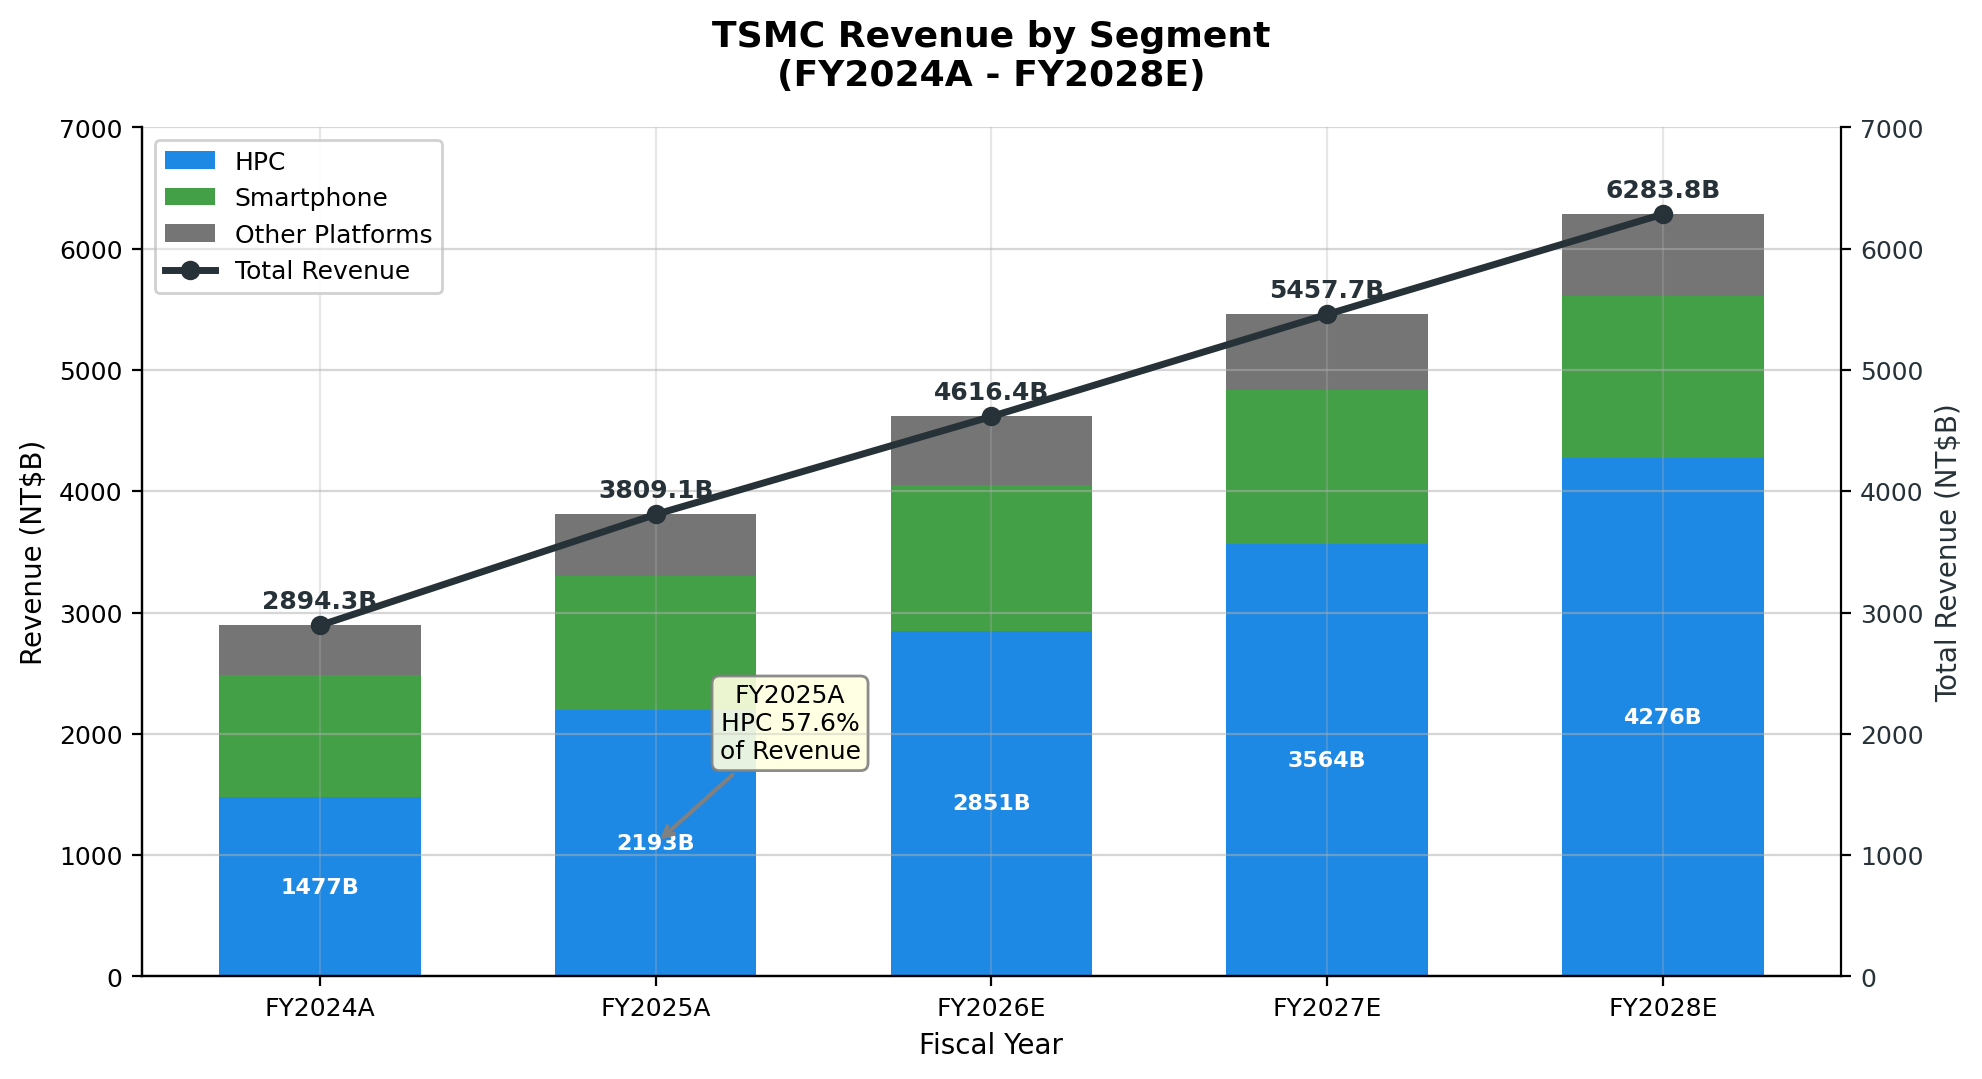 TSMC Revenue by Segment
(FY2024A - FY2028E)
HPC
Smartphone
Other Platforms
Total Revenue
Revenue (NT$B)
7000
6000
5000
4000
3000
2000
1000
0
2894.3B
3809.1B
4616.4B
5457.7B
6283.8B
1477B
2193B
2851B
3564B
4276B
FY2025A
HPC 57.6%
of Revenue
7000
6000
5000
4000
3000
2000
1000
0
Total Revenue (NT$B)
FY2024A
FY2025A
FY2026E
FY2027E
FY2028E
Fiscal Year